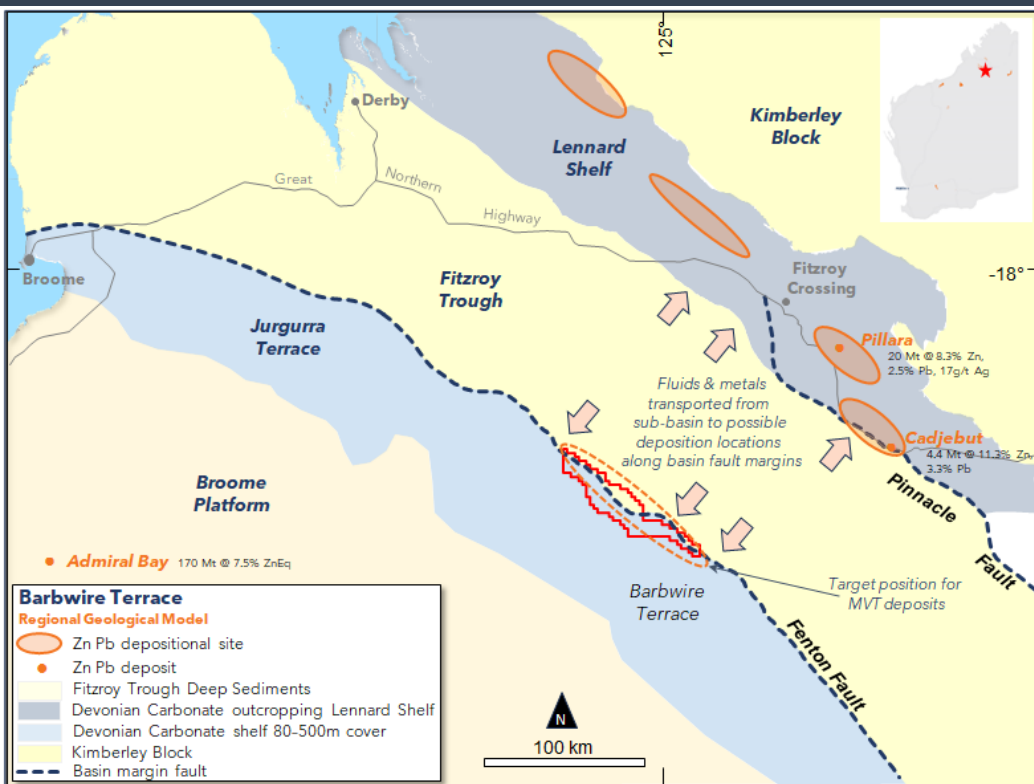 125°
Derby
Kimberley
Block
Lennard
Shelf
Great
Northern
Highway
-18°
Broome
Fitzroy
Crossing
Fitzroy
Trough
Jurgurra
Terrace
Pillara
20 Mt @ 8.3% Zn,
2.5% Pb, 17g/t Ag
Fluids & metals
transported from
sub-basin to possible
deposition locations
along basin fault margins
Cadjebut
4.4 Mt @ 11.3% Zn,
3.3% Pb
Pinnacle
Fault
Broome
Platform
Admiral Bay 170 Mt @ 7.5% ZnEq
Target position for
MVT deposits
Barbwire
Terrace
Fenton Fault
Barbwire Terrace
Regional Geological Model
Zn Pb depositional site
Zn Pb deposit
Fitzroy Trough Deep Sediments
Devonian Carbonate outcropping Lennard Shelf
Devonian Carbonate shelf 80-500m cover
Kimberley Block
Basin margin fault
N
100 km